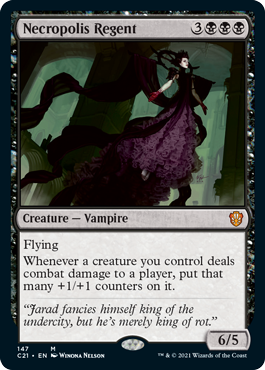 Necropolis Regent 3
Creature — Vampire
Flying
Whenever a creature you control deals
combat damage to a player, put that
many +1/+1 counters on it.
“Jarad fancies himself king of the
undercity, but he’s merely king of rot.”
6/5
147 M
C21 • EN Winona Nelson ™ & © 2021 Wizards of the Coast